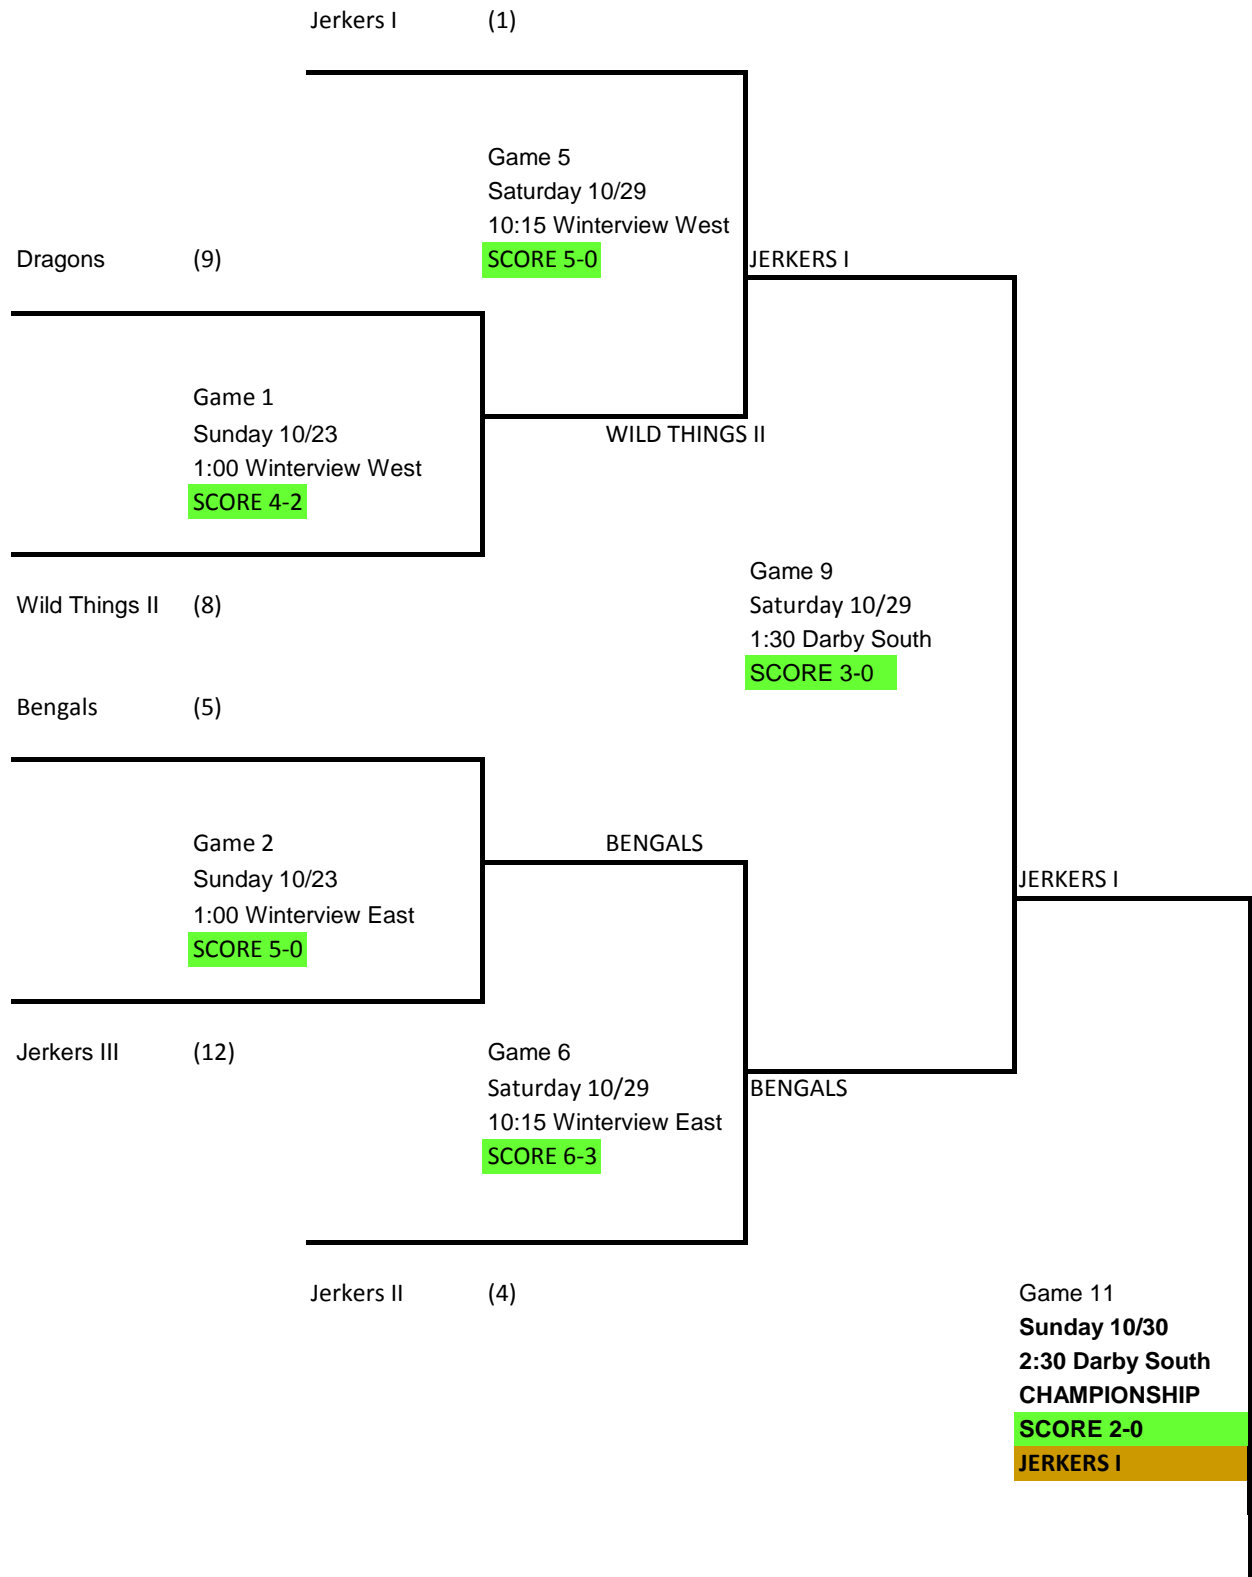 Jerkers I (1)
Game 5
Saturday 10/29
10:15 Winterview West
Dragons (9) SCORE 5-0 JERKERS I
Game 1
Sunday 10/23 WILD THINGS II
1:00 Winterview West
SCORE 4-2
Game 9
Wild Things II (8) Saturday 10/29
1:30 Darby South
SCORE 3-0
Bengals (5)
Game 2 BENGALS
Sunday 10/23 JERKERS I
1:00 Winterview East
SCORE 5-0
Jerkers III (12) Game 6
Saturday 10/29 BENGALS
10:15 Winterview East
SCORE 6-3
Jerkers II (4) Game 11
Sunday 10/30
2:30 Darby South
CHAMPIONSHIP
SCORE 2-0
JERKERS I